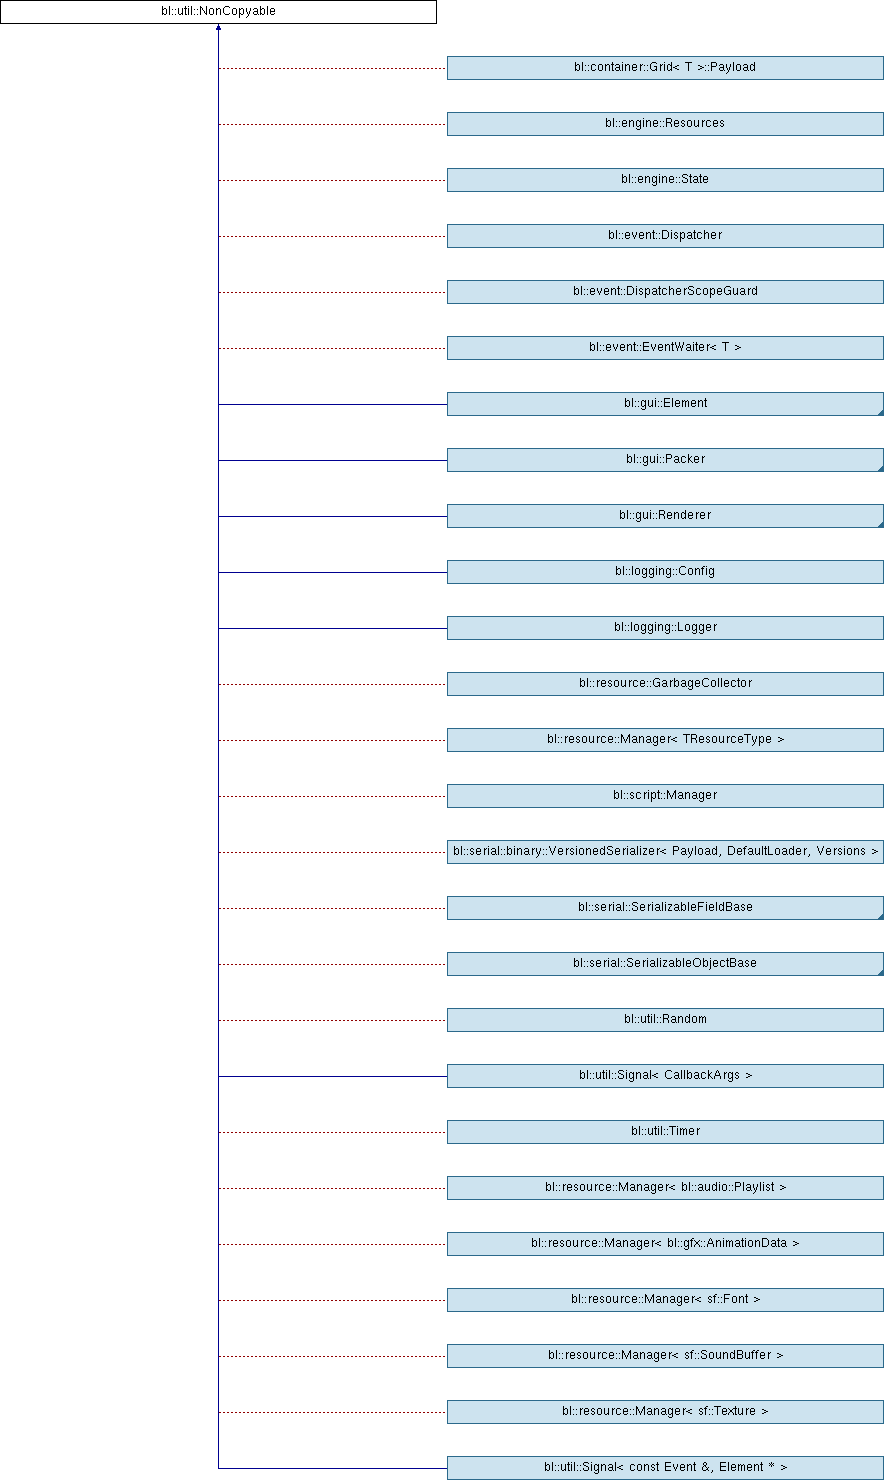 bl::util::NonCopyable
bl::container::Grid< T >::Payload
bl::engine::Resources
bl::engine::State
bl::event::Dispatcher
bl::event::DispatcherScopeGuard
bl::event::EventWaiter< T >
bl::gui::Element
bl::gui::Packer
bl::gui::Renderer
bl::logging::Config
bl::logging::Logger
bl::resource::GarbageCollector
bl::resource::Manager< TResourceType >
bl::script::Manager
bl::serial::binary::VersionedSerializer< Payload, DefaultLoader, Versions >
bl::serial::SerializableFieldBase
bl::serial::SerializableObjectBase
bl::util::Random
bl::util::Signal< CallbackArgs >
bl::util::Timer
bl::resource::Manager< bl::audio::Playlist >
bl::resource::Manager< bl::gfx::AnimationData >
bl::resource::Manager< sf::Font >
bl::resource::Manager< sf::SoundBuffer >
bl::resource::Manager< sf::Texture >
bl::util::Signal< const Event &, Element * >